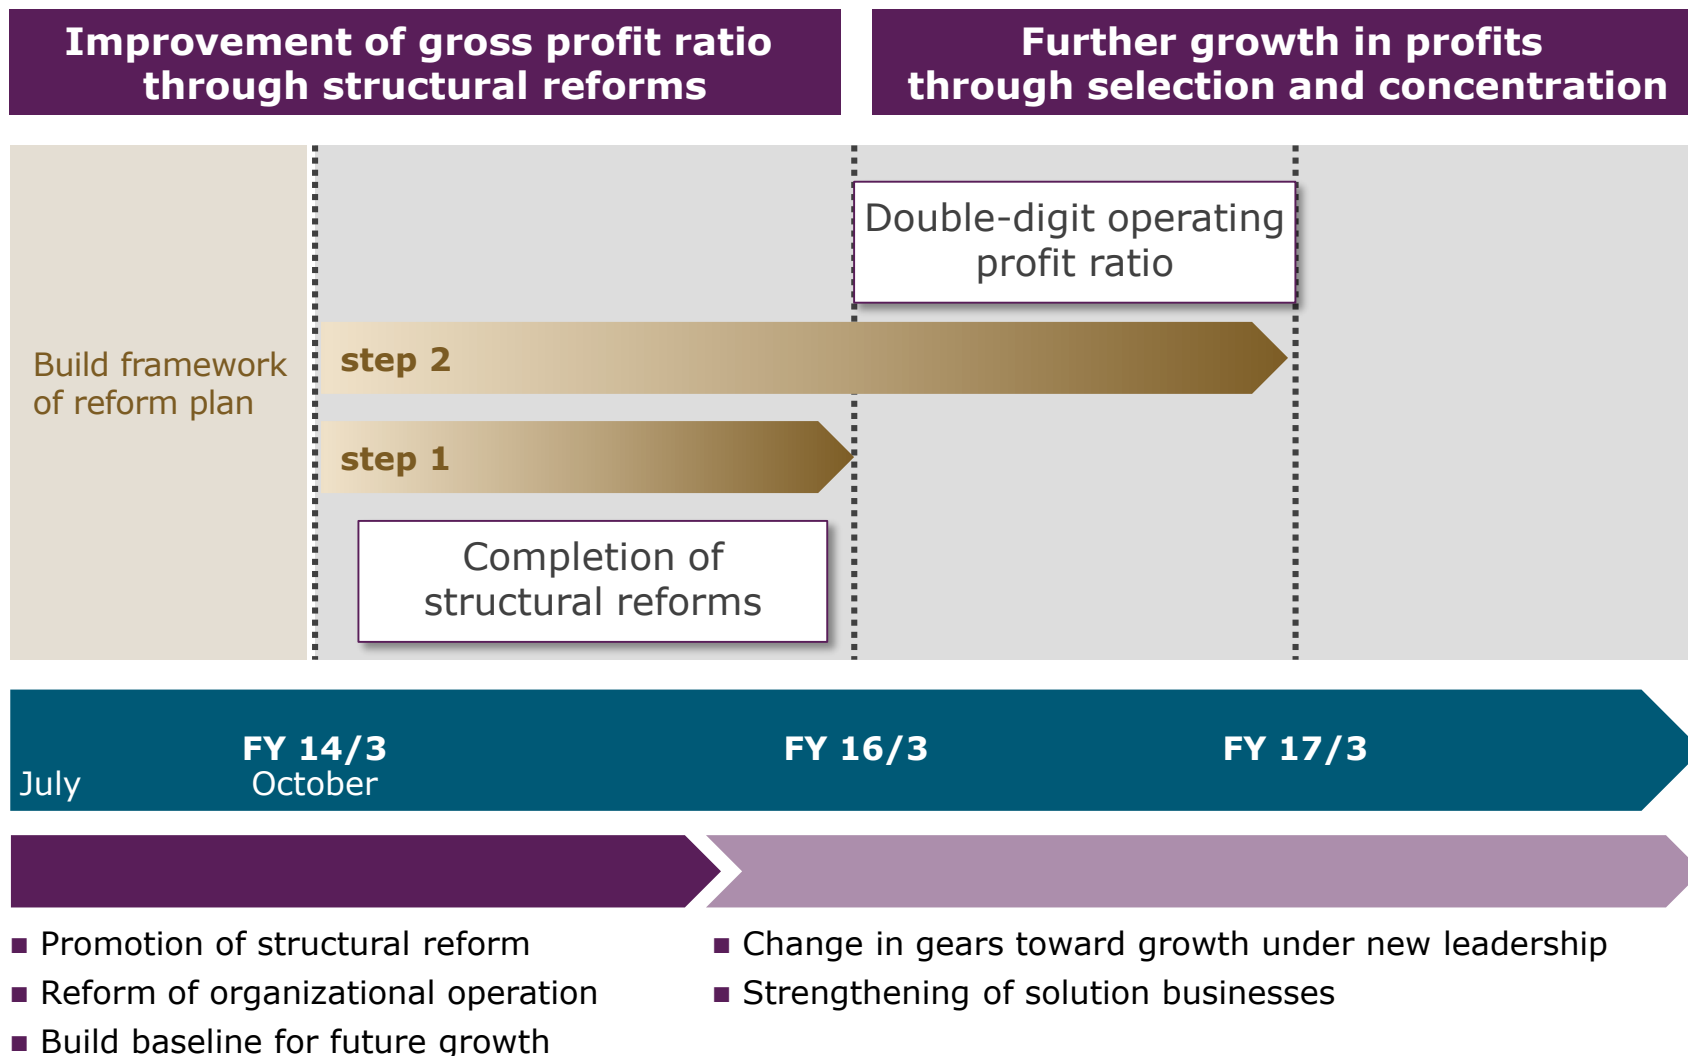 Improvement of gross profit ratio
through structural reforms
Further growth in profits
through selection and concentration
Double-digit operating
profit ratio
Build framework
of reform plan
step 2
step 1
Completion of
structural reforms
FY 14/3
FY 16/3
FY 17/3
July
October
■ Promotion of structural reform
■ Reform of organizational operation
■ Build baseline for future growth
■ Change in gears toward growth under new leadership
■ Strengthening of solution businesses